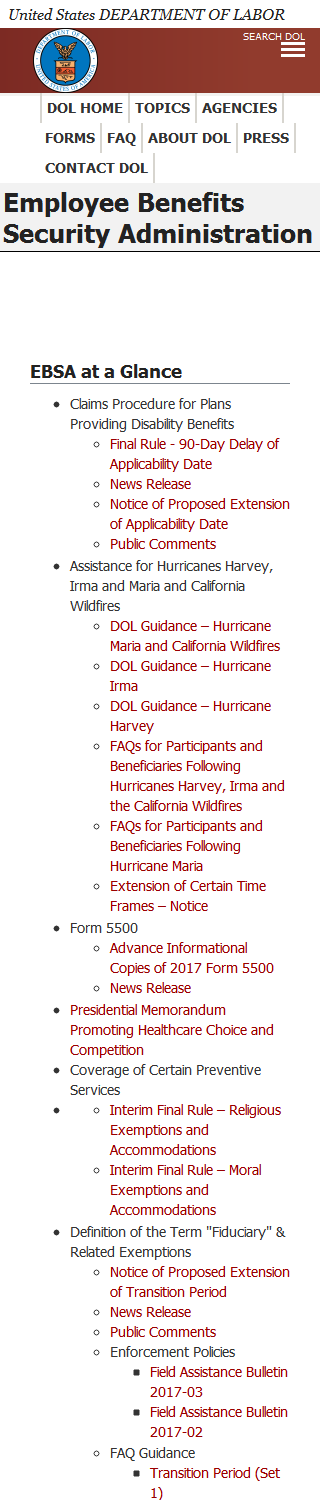 United States DEPARTMENT OF LABOR
SEARCH DOL
DEPARTMENT OF LABOR
UNITED STATES OF AMERICA
DOL HOME
TOPICS
AGENCIES
FORMS
FAQ
ABOUT DOL
PRESS
CONTACT DOL
Employee Benefits
Security Administration
EBSA at a Glance
Claims Procedure for Plans
Providing Disability Benefits
Final Rule - 90-Day Delay of
Applicability Date
News Release
Notice of Proposed Extension
of Applicability Date
Public Comments
Assistance for Hurricanes Harvey,
Irma and Maria and California
Wildfires
DOL Guidance – Hurricane
Maria and California Wildfires
DOL Guidance – Hurricane
Irma
DOL Guidance – Hurricane
Harvey
FAQs for Participants and
Beneficiaries Following
Hurricanes Harvey, Irma and
the California Wildfires
FAQs for Participants and
Beneficiaries Following
Hurricane Maria
Extension of Certain Time
Frames – Notice
Form 5500
Advance Informational
Copies of 2017 Form 5500
News Release
Presidential Memorandum
Promoting Healthcare Choice and
Competition
Coverage of Certain Preventive
Services
Interim Final Rule – Religious
Exemptions and
Accommodations
Interim Final Rule – Moral
Exemptions and
Accommodations
Definition of the Term "Fiduciary" &
Related Exemptions
Notice of Proposed Extension
of Transition Period
News Release
Public Comments
Enforcement Policies
Field Assistance Bulletin
2017-03
Field Assistance Bulletin
2017-02
FAQ Guidance
Transition Period (Set
1)